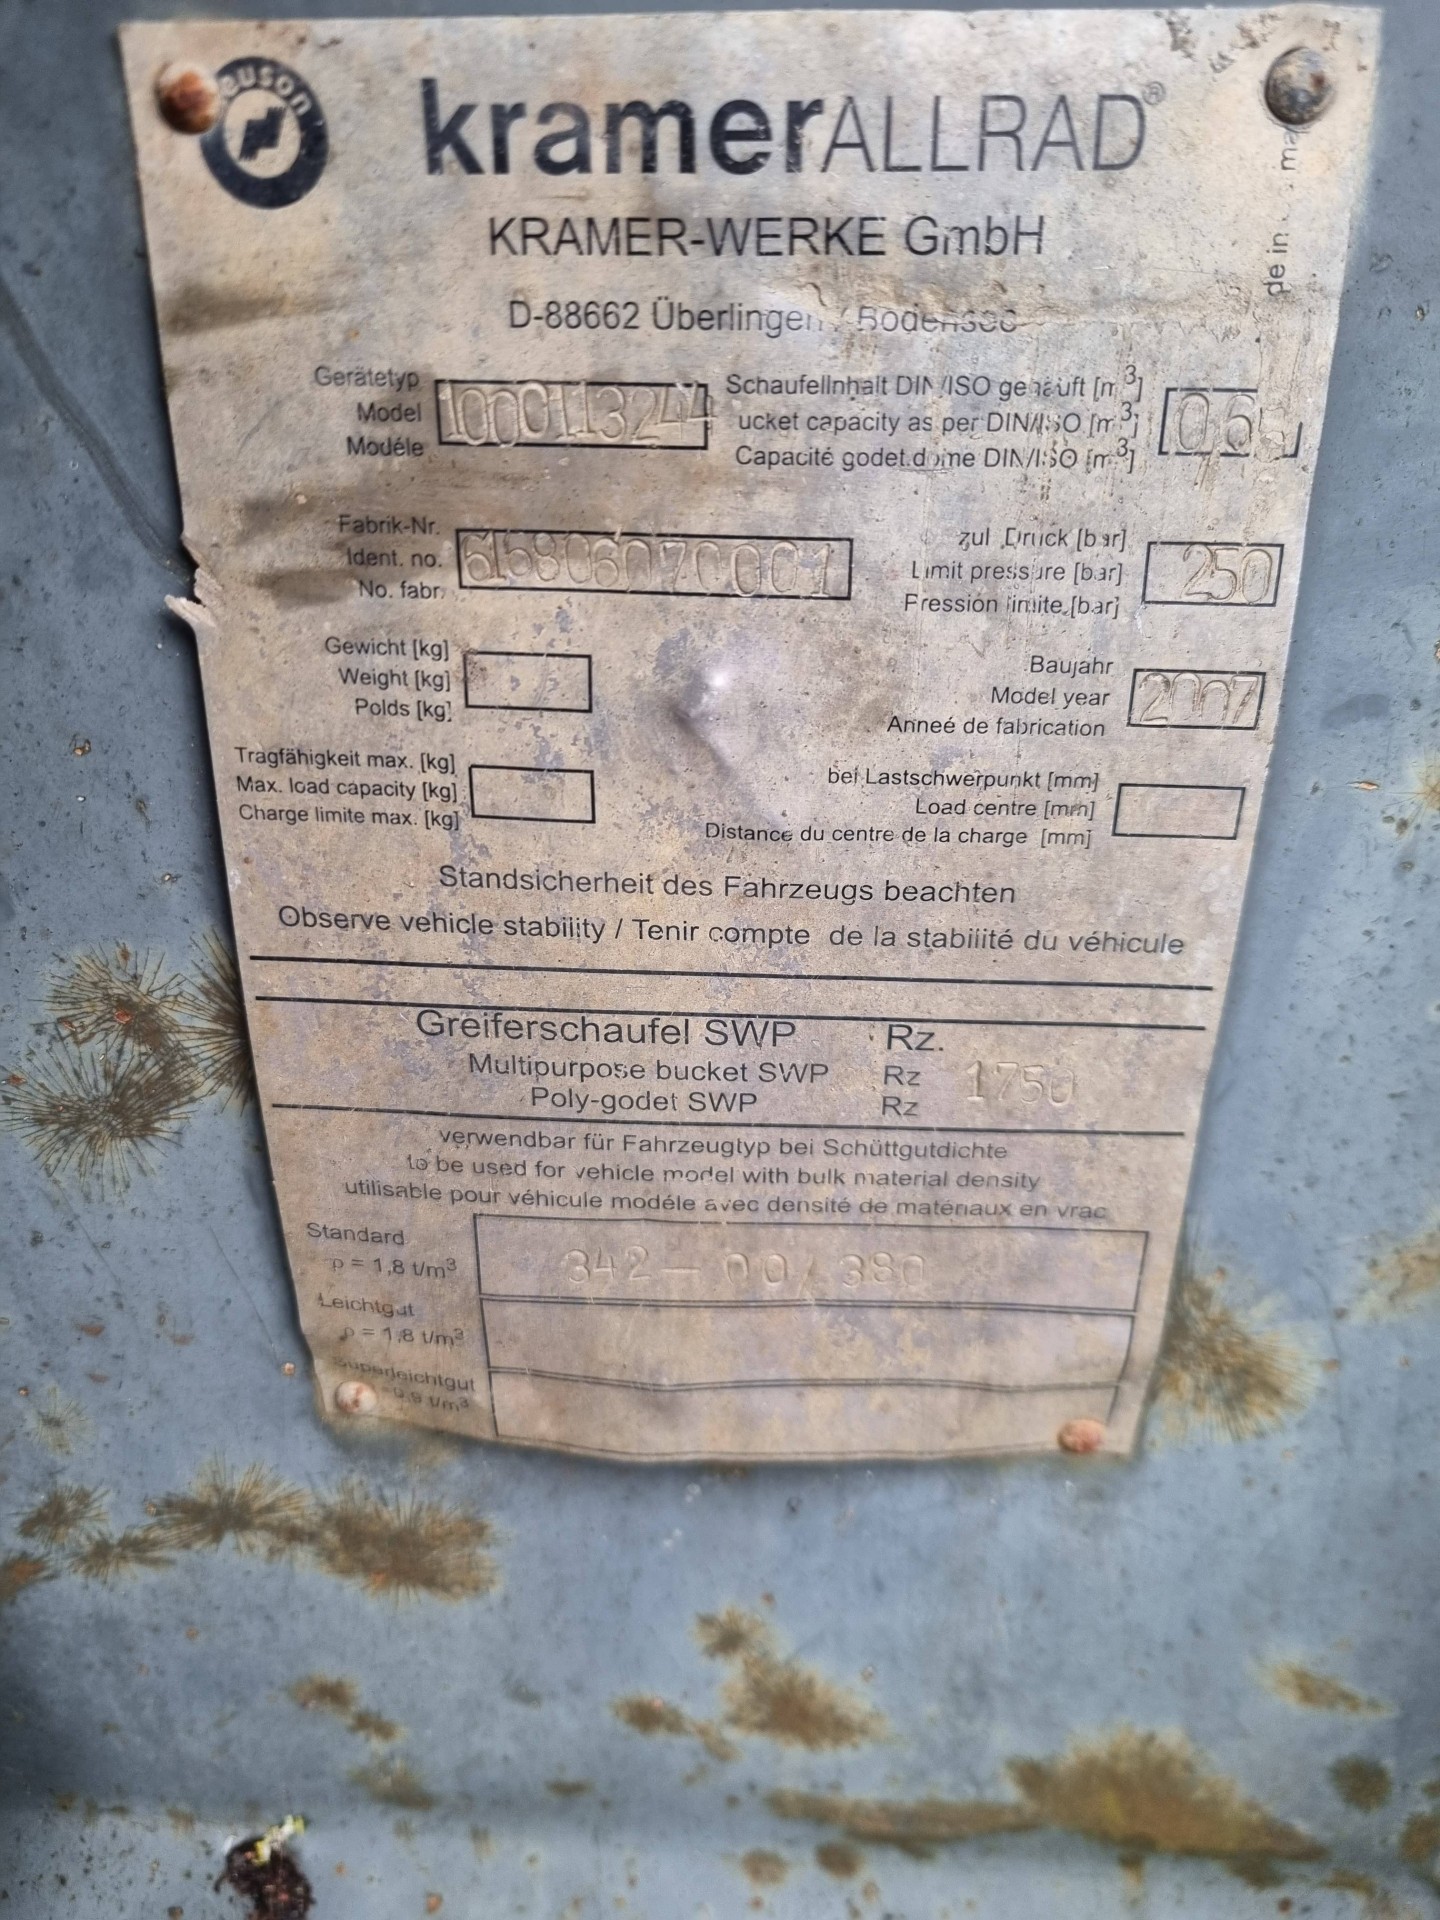 euson
kramerALLRAD®
KRAMER-WERKE GmbH
D-88662 Überlingen / Bodensee
Gerätetyp
Model
Modéle
1000113244
Schaufelinhalt DIN/ISO gehäuft [m³]
ucket capacity as per DIN/ISO [m³]
Capacité godet.dome DIN/ISO [m³]
Fabrik-Nr.
Ident. no.
No. fabr.
615806070001
zul Druck [bar]
Limit pressure [bar]
Pression limite.[bar]
250
Gewicht [kg]
Weight [kg]
Polds [kg]
Baujahr
Model year
Anneé de fabrication
2007
Tragfähigkeit max. [kg]
Max. load capacity [kg]
Charge limite max. [kg]
bei Lastschwerpunkt [mm]
Load centre [mm]
Distance du centre de la charge [mm]
Standsicherheit des Fahrzeugs beachten
Observe vehicle stability / Tenir compte de la stabilité du véhicule
Greiferschaufel SWP Rz.
Multipurpose bucket SWP Rz 1750
Poly-godet SWP Rz
verwendbar für Fahrzeugtyp bei Schüttgutdichte
to be used for vehicle model with bulk material density
utilisable pour véhicule modéle avec densité de matériaux en vrac
Standard
ρ = 1,8 t/m³
342-00/380
Leichtgut
ρ = 1,8 t/m³
Superleichtgut